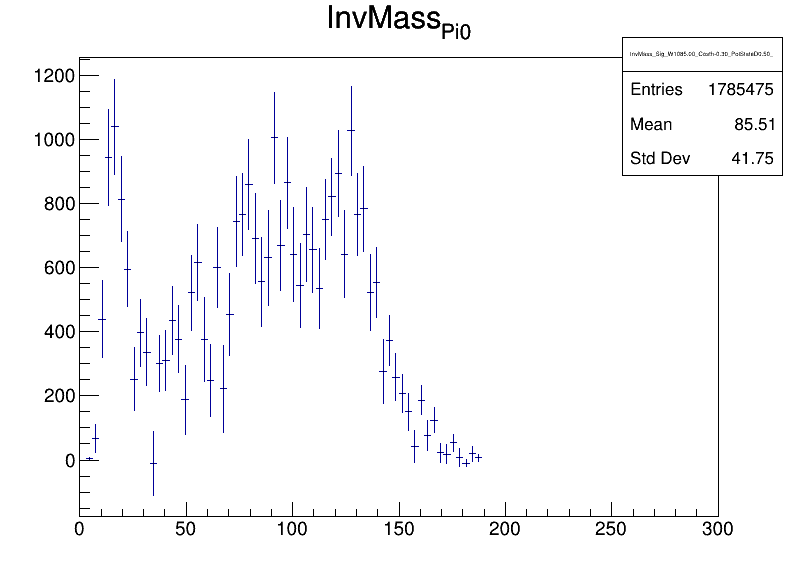 InvMass_Pi0
InvMass_Sig_W1085.00_Costh-0.30_PolStateD0.50_
Entries 1785475
Mean 85.51
Std Dev 41.75
1200
1000
800
600
400
200
0
0 50 100 150 200 250 300